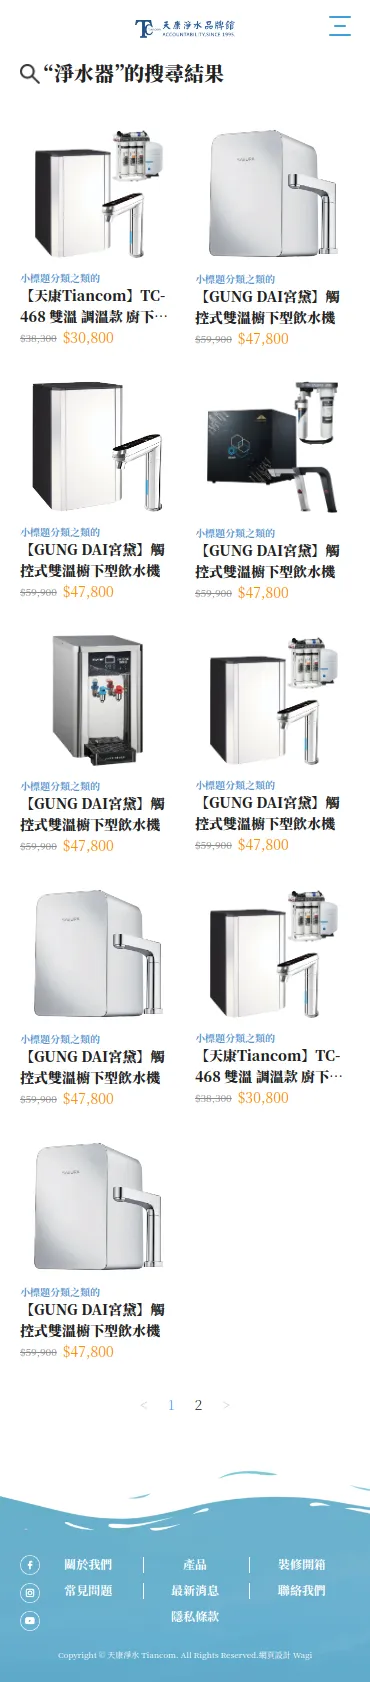 天康淨水品牌館
ACCOUNTABILITY.SINCE 1995
“淨水器”的搜尋結果
小標題分類之類的
【天康Tiancom】TC-
468 雙溫 調溫款 廚下…
$38,300 $30,800
小標題分類之類的
【GUNG DAI宮黛】觸
控式雙溫櫥下型飲水機
$59,900 $47,800
小標題分類之類的
【GUNG DAI宮黛】觸
控式雙溫櫥下型飲水機
$59,900 $47,800
小標題分類之類的
【GUNG DAI宮黛】觸
控式雙溫櫥下型飲水機
$59,900 $47,800
小標題分類之類的
【GUNG DAI宮黛】觸
控式雙溫櫥下型飲水機
$59,900 $47,800
小標題分類之類的
【GUNG DAI宮黛】觸
控式雙溫櫥下型飲水機
$59,900 $47,800
小標題分類之類的
【GUNG DAI宮黛】觸
控式雙溫櫥下型飲水機
$59,900 $47,800
小標題分類之類的
【天康Tiancom】TC-
468 雙溫 調溫款 廚下…
$38,300 $30,800
小標題分類之類的
【GUNG DAI宮黛】觸
控式雙溫櫥下型飲水機
$59,900 $47,800
< 1 2 >
關於我們 產品 裝修開箱
常見問題 最新消息 聯絡我們
隱私條款
Copyright © 天康淨水 Tiancom. All Rights Reserved.網頁設計 Wagi